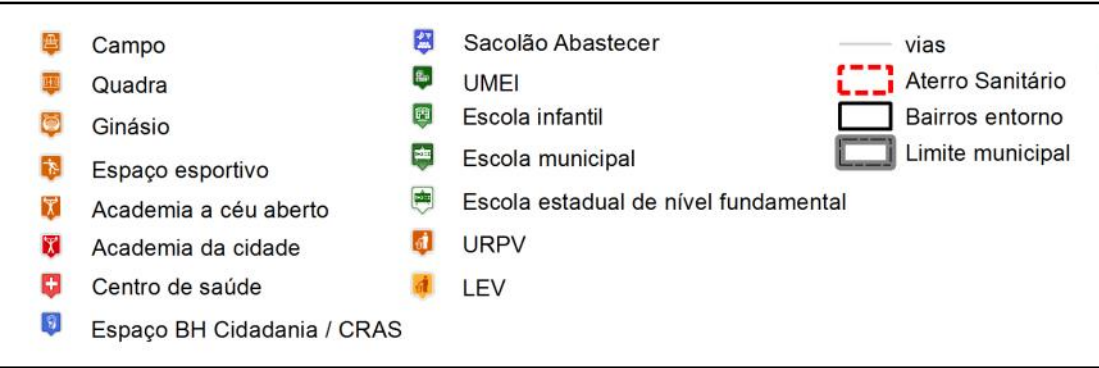 Campo
Quadra
Ginásio
Espaço esportivo
Academia a céu aberto
Academia da cidade
Centro de saúde
Espaço BH Cidadania / CRAS
Sacolão Abastecer
UMEI
Escola infantil
Escola municipal
Escola estadual de nível fundamental
URPV
LEV
vias
Aterro Sanitário
Bairros entorno
Limite municipal